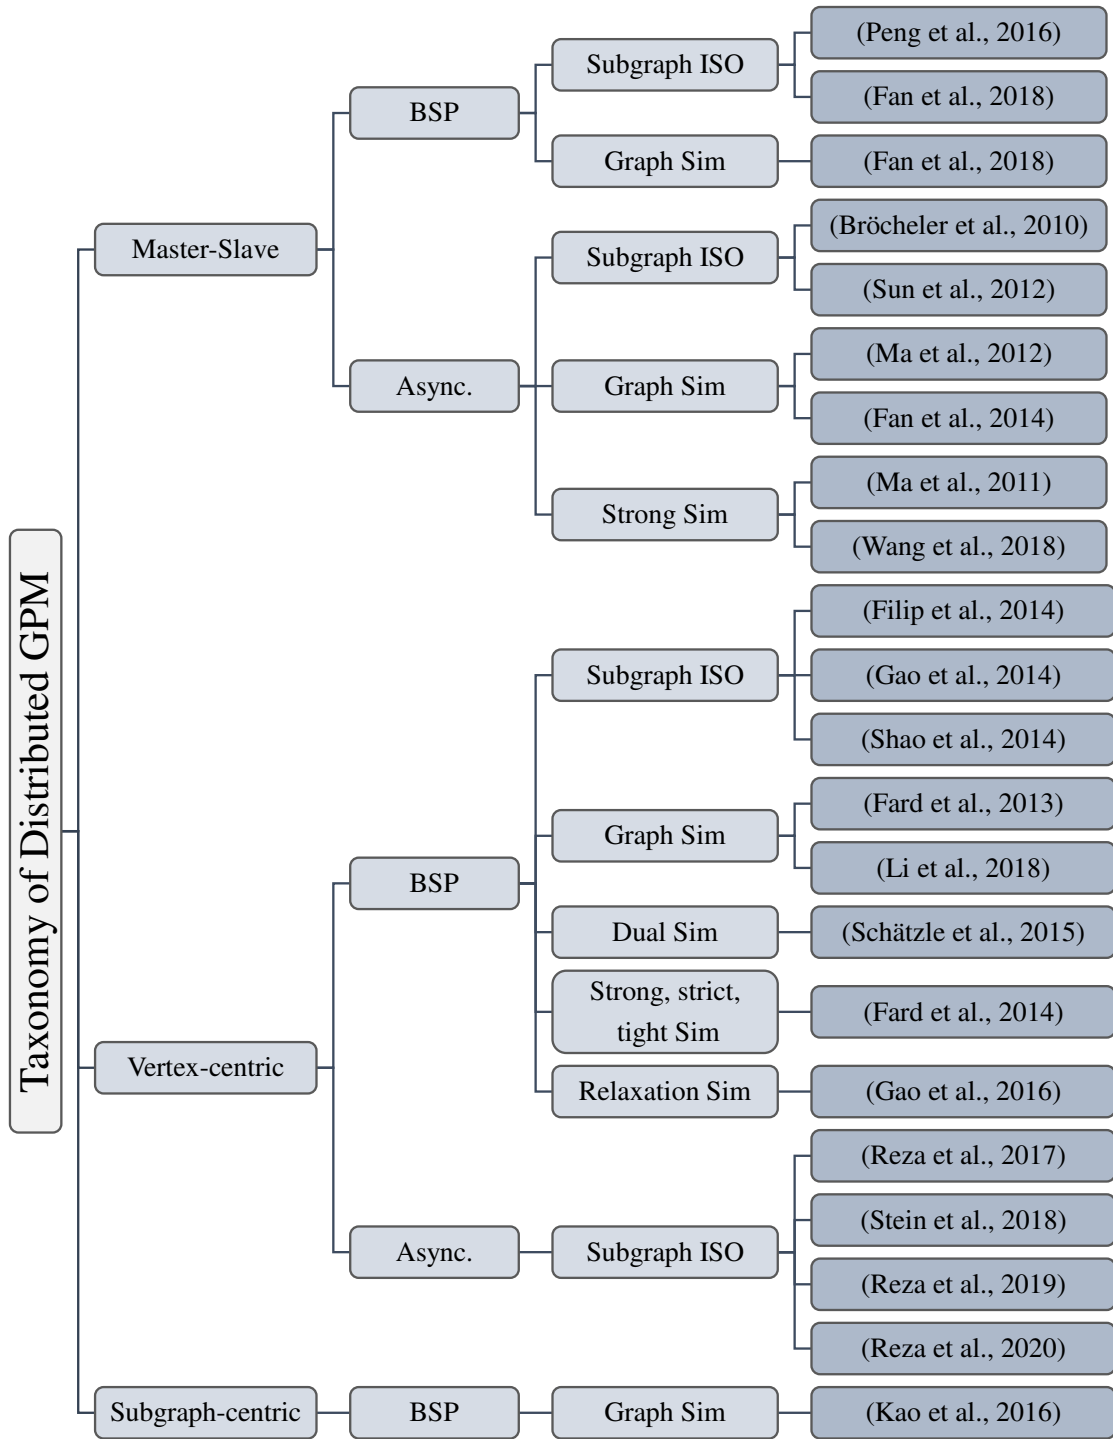 Taxonomy of Distributed GPM
Master-Slave
BSP
Subgraph ISO
(Peng et al., 2016)
(Fan et al., 2018)
Graph Sim
(Fan et al., 2018)
Async.
Subgraph ISO
(Bröcheler et al., 2010)
(Sun et al., 2012)
Graph Sim
(Ma et al., 2012)
(Fan et al., 2014)
Strong Sim
(Ma et al., 2011)
(Wang et al., 2018)
Vertex-centric
BSP
Subgraph ISO
(Filip et al., 2014)
(Gao et al., 2014)
(Shao et al., 2014)
Graph Sim
(Fard et al., 2013)
(Li et al., 2018)
Dual Sim
(Schätzle et al., 2015)
Strong, strict,
tight Sim
(Fard et al., 2014)
Relaxation Sim
(Gao et al., 2016)
Async.
Subgraph ISO
(Reza et al., 2017)
(Stein et al., 2018)
(Reza et al., 2019)
(Reza et al., 2020)
Subgraph-centric
BSP
Graph Sim
(Kao et al., 2016)